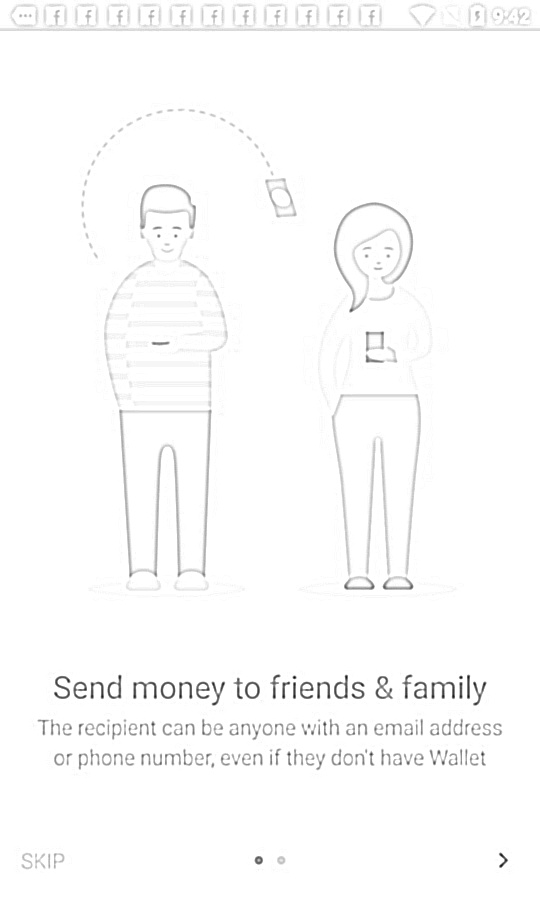 9:42
Send money to friends & family
The recipient can be anyone with an email address
or phone number, even if they don't have Wallet
SKIP